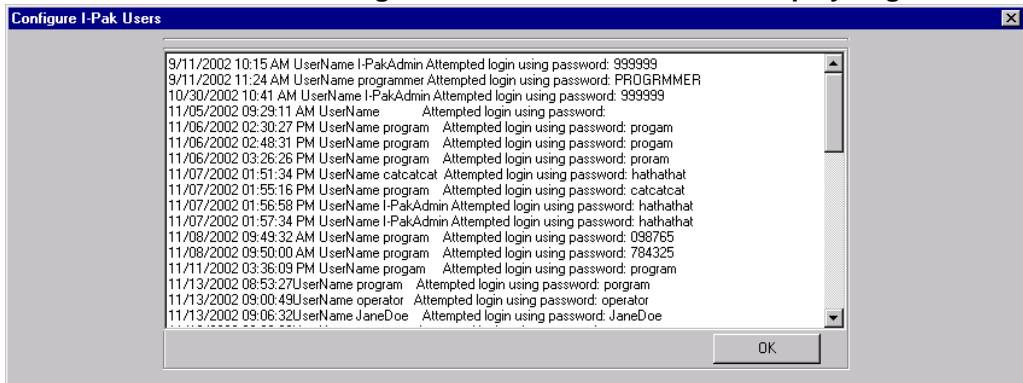 Configure I-Pak Users
9/11/2002 10:15 AM UserName I-PakAdmin Attempted login using password: 999999
9/11/2002 11:24 AM UserName programmer Attempted login using password: PROGRMMER
10/30/2002 10:41 AM UserName I-PakAdmin Attempted login using password: 999999
11/05/2002 09:29:11 AM UserName Attempted login using password:
11/06/2002 02:30:27 PM UserName program Attempted login using password: progam
11/06/2002 02:48:31 PM UserName program Attempted login using password: progam
11/06/2002 03:26:26 PM UserName program Attempted login using password: proram
11/07/2002 01:51:34 PM UserName catcatcat Attempted login using password: hathathat
11/07/2002 01:55:16 PM UserName program Attempted login using password: catcatcat
11/07/2002 01:56:58 PM UserName I-PakAdmin Attempted login using password: hathathat
11/07/2002 01:57:34 PM UserName I-PakAdmin Attempted login using password: hathathat
11/08/2002 09:49:32 AM UserName program Attempted login using password: 098765
11/08/2002 09:50:00 AM UserName program Attempted login using password: 784325
11/11/2002 03:36:09 PM UserName progam Attempted login using password: program
11/13/2002 08:53:27UserName program Attempted login using password: porgram
11/13/2002 09:00:49UserName operator Attempted login using password: operator
11/13/2002 09:06:32UserName JaneDoe Attempted login using password: JaneDoe
OK